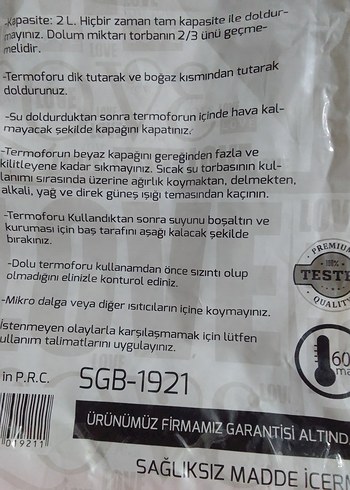 -Kapasite: 2 L. Hiçbir zaman tam kapasite ile doldur-
mayınız. Dolum miktarı torbanın 2/3 ünü geçme-
melidir.
-Termoforu dik tutarak ve boğaz kısmından tutarak
doldurunuz.
-Su doldurduktan sonra termoforun içinde hava kal-
mayacak şekilde kapağını kapatınız.
-Termoforun beyaz kapağını gereğinden fazla ve
kilitleyene kadar sıkmayınız. Sıcak su torbasının kul-
lanımı sırasında üzerine ağırlık koymaktan, delmekten,
alkali, yağ ve direk güneş ışığı temasından kaçının.
-Termoforu Kullandıktan sonra suyunu boşaltın ve
kuruması için baş tarafını aşağı kalacak şekilde
bırakınız.
-Dolu termoforu kullanamdan önce sızıntı olup
olmadığını elinizle konturol ediniz.
-Mikro dalga veya diğer ısıtıcıların içine koymayınız.
İstenmeyen olaylarla karşılaşmamak için lütfen
kullanım talimatlarını uygulayınız.
PREMIUM
100%
TESTE
QUALITY
60
ma
in P.R.C.
SGB-1921
019211
ÜRÜNÜMÜZ FİRMAMIZ GARANTİSİ ALTIND
SAĞLIKSIZ MADDE İÇERM